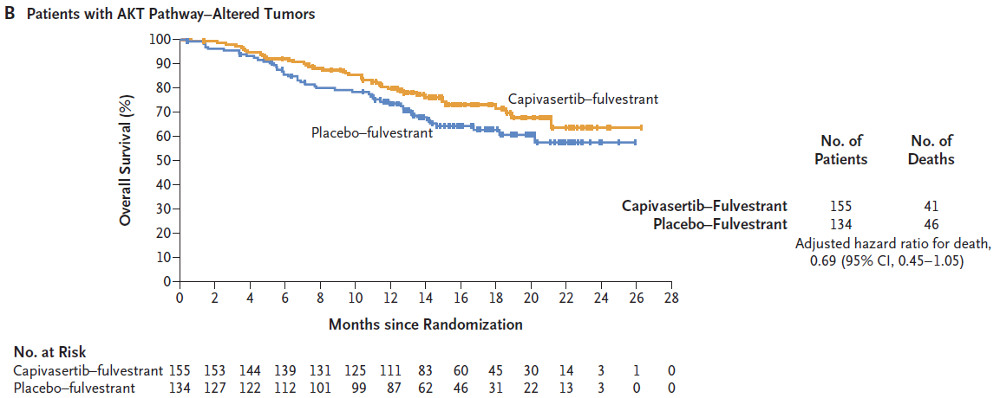 B Patients with AKT Pathway–Altered Tumors
100
90
80
70
60
50
40
30
20
10
0
Overall Survival (%)
Capivasertib–fulvestrant
Placebo–fulvestrant
0 2 4 6 8 10 12 14 16 18 20 22 24 26 28
Months since Randomization
No. of Patients No. of Deaths
Capivasertib–Fulvestrant 155 41
Placebo–Fulvestrant 134 46
Adjusted hazard ratio for death,
0.69 (95% CI, 0.45–1.05)
No. at Risk
Capivasertib–fulvestrant 155 153 144 139 131 125 111 83 60 45 30 14 3 1 0
Placebo–fulvestrant 134 127 122 112 101 99 87 62 46 31 22 13 3 0 0